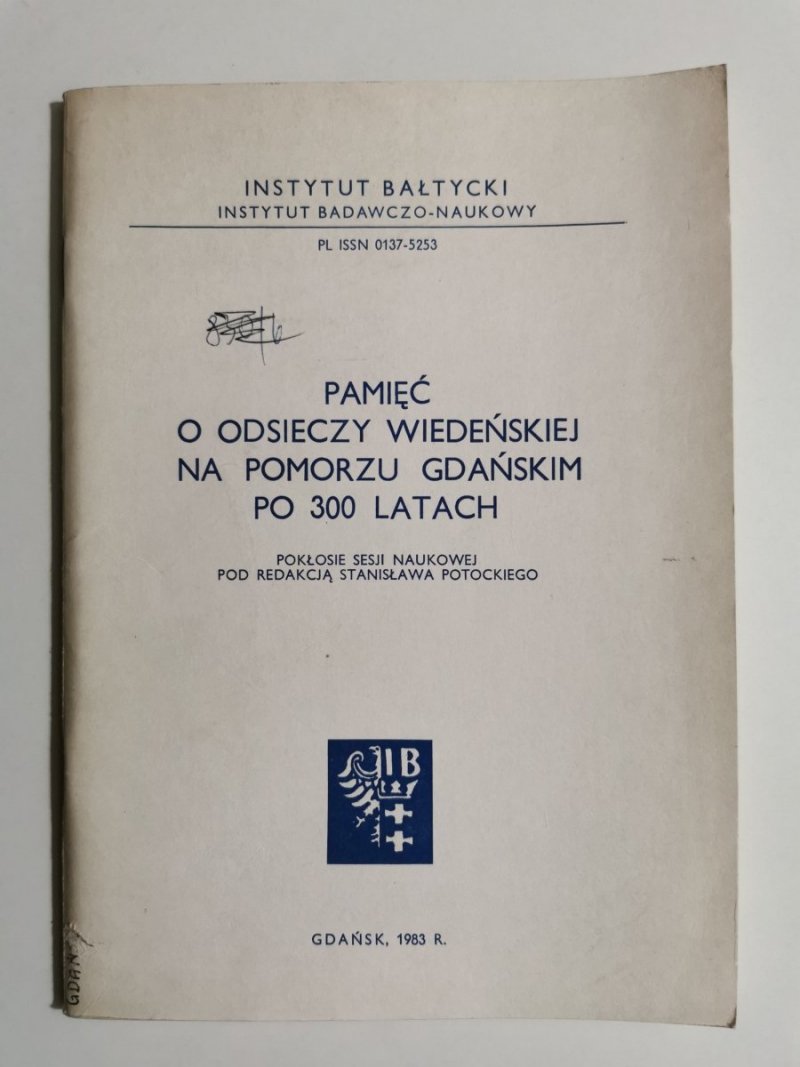 INSTYTUT BAŁTYCKI
INSTYTUT BADAWCZO-NAUKOWY
PL ISSN 0137-5253
PAMIĘĆ
O ODSIECZY WIEDEŃSKIEJ
NA POMORZU GDAŃSKIM
PO 300 LATACH
POKŁOSIE SESJI NAUKOWEJ
POD REDAKCJĄ STANISŁAWA POTOCKIEGO
IB
GDAŃSK, 1983 R.
GDAŃ